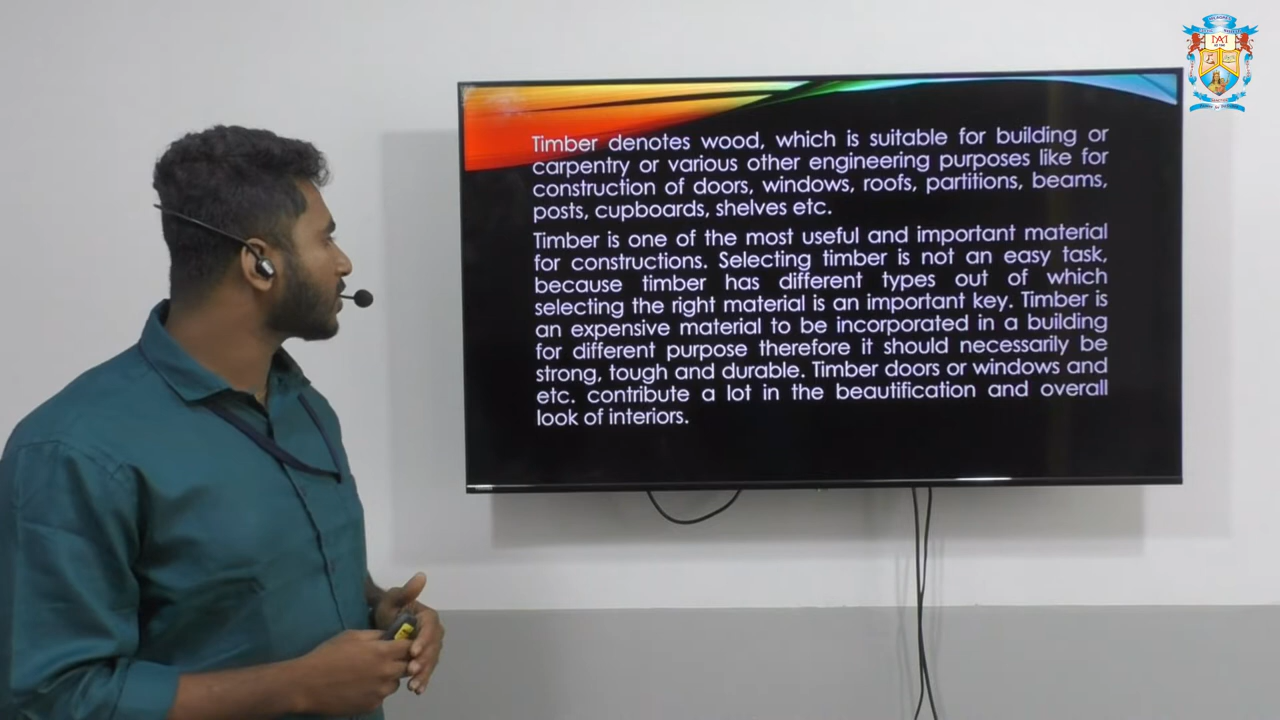 Timber denotes wood, which is suitable for building or
carpentry or various other engineering purposes like for
construction of doors, windows, roofs, partitions, beams,
posts, cupboards, shelves etc.
Timber is one of the most useful and important material
for constructions. Selecting timber is not an easy task,
because timber has different types out of which
selecting the right material is an important key. Timber is
an expensive material to be incorporated in a building
for different purpose therefore it should necessarily be
strong, tough and durable. Timber doors or windows and
etc. contribute a lot in the beautification and overall
look of interiors.